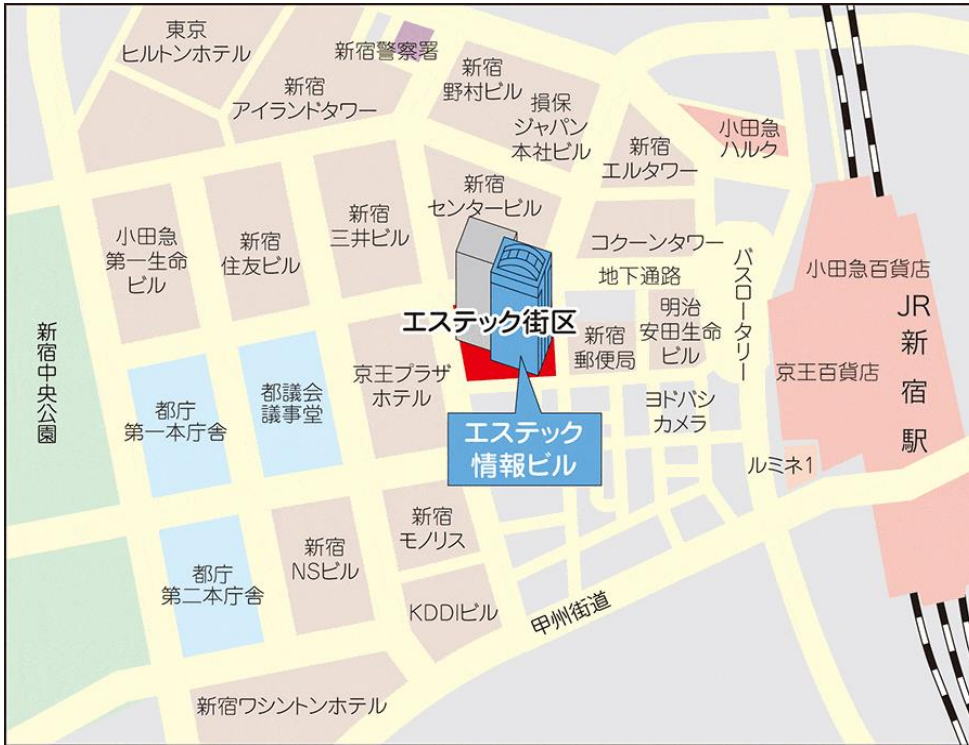 東京
ヒルトンホテル
新宿警察署
新宿
アイランドタワー
新宿
野村ビル
損保
ジャパン
本社ビル
新宿
エルタワー
小田急
ハルク
小田急
第一生命
ビル
新宿
住友ビル
新宿
三井ビル
新宿
センタービル
コクーンタワー
地下通路
バスロータリー
小田急百貨店
JR新宿駅
エステック街区
新宿
郵便局
明治
安田生命
ビル
京王百貨店
新宿中央公園
都庁
第一本庁舎
都議会
議事堂
京王プラザ
ホテル
エステック
情報ビル
ヨドバシ
カメラ
ルミネ1
都庁
第二本庁舎
新宿
NSビル
新宿
モノリス
KDDIビル
甲州街道
新宿ワシントンホテル